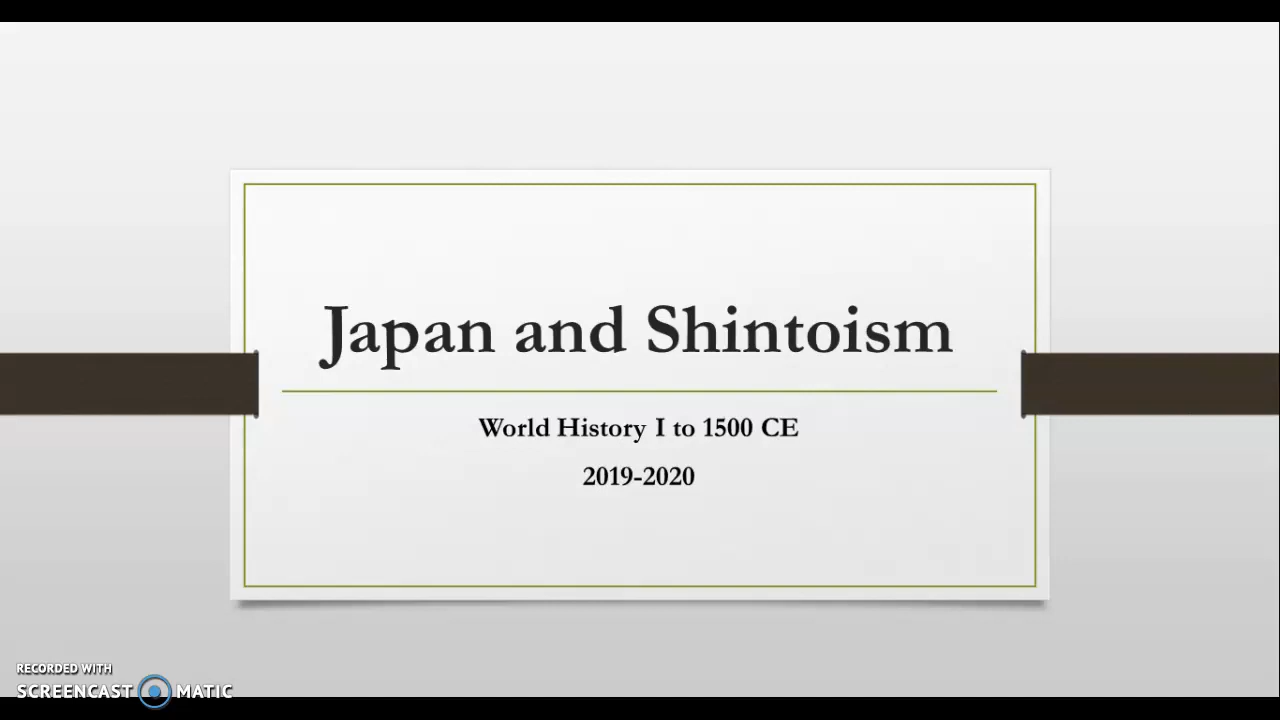 Japan and Shintoism
World History I to 1500 CE
2019-2020
RECORDED WITH
SCREENCAST MATIC